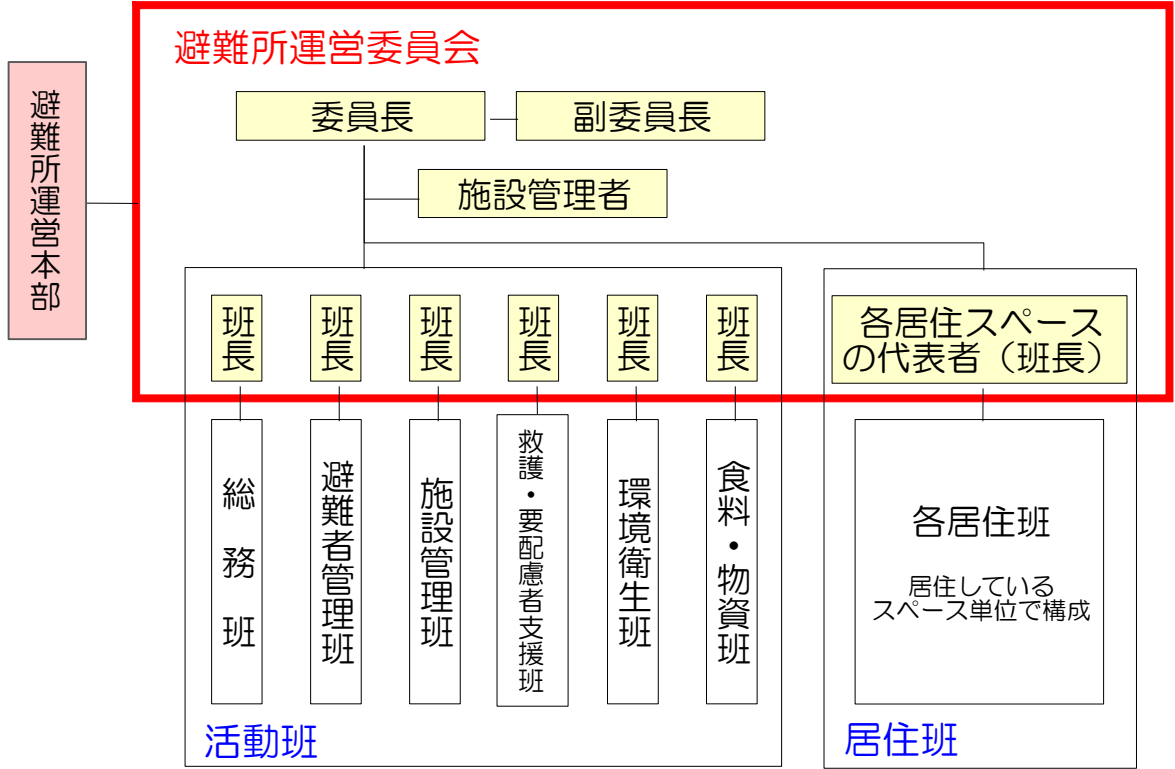 避難所運営委員会
避難所運営本部
委員長
副委員長
施設管理者
班長
班長
班長
班長
班長
班長
各居住スペース
の代表者（班長）
総務班
避難者管理班
施設管理班
救護・要配慮者支援班
環境衛生班
食料・物資班
各居住班
居住している
スペース単位で構成
活動班
居住班